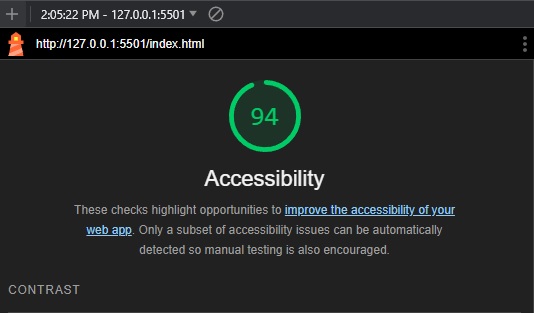 2:05:22 PM - 127.0.0.1:5501
http://127.0.0.1:5501/index.html
94
Accessibility
These checks highlight opportunities to improve the accessibility of your
web app. Only a subset of accessibility issues can be automatically
detected so manual testing is also encouraged.
CONTRAST